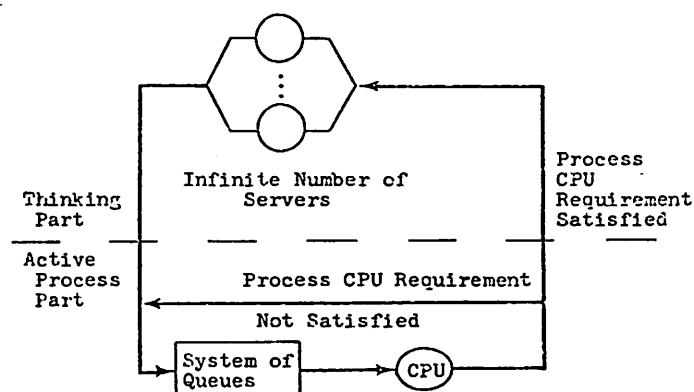 Infinite Number of
Servers
Process
CPU
Requirement
Satisfied
Thinking
Part
Active
Process
Part
Process CPU Requirement
Not Satisfied
System of
Queues
CPU